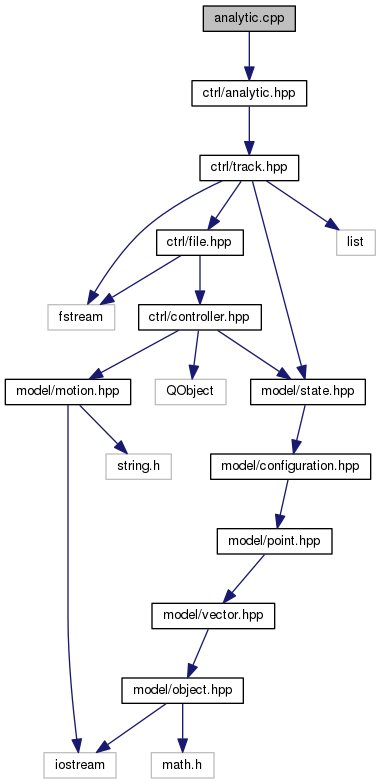 analytic.cpp
ctrl/analytic.hpp
ctrl/track.hpp
ctrl/file.hpp
list
fstream
ctrl/controller.hpp
model/motion.hpp
QObject
model/state.hpp
string.h
model/configuration.hpp
model/point.hpp
model/vector.hpp
model/object.hpp
iostream
math.h